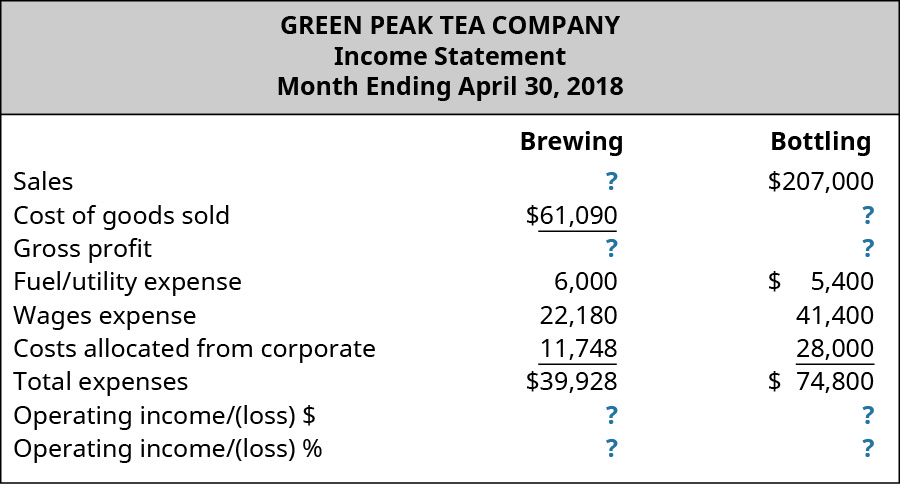 GREEN PEAK TEA COMPANY
Income Statement
Month Ending April 30, 2018
Brewing Bottling
Sales ? $207,000
Cost of goods sold $61,090 ?
Gross profit ? ?
Fuel/utility expense 6,000 $ 5,400
Wages expense 22,180 41,400
Costs allocated from corporate 11,748 28,000
Total expenses $39,928 $ 74,800
Operating income/(loss) $ ? ?
Operating income/(loss) % ? ?